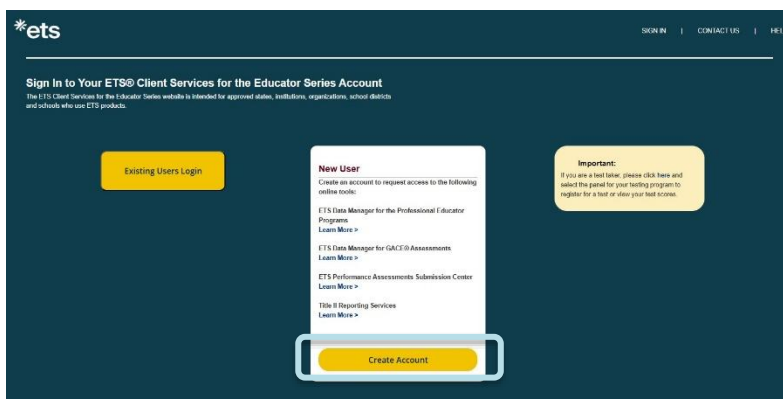 *ets
SIGN IN | CONTACT US | HEL
Sign In to Your ETS® Client Services for the Educator Series Account
The ETS Client Services for the Educator Series website is intended for approved states, institutions, organizations, school districts
and schools who use ETS products.
Existing Users Login
New User
Create an account to request access to the following
online tools:
ETS Data Manager for the Professional Educator
Programs
Learn More >
ETS Data Manager for GACE® Assessments
Learn More >
ETS Performance Assessments Submission Center
Learn More >
Title II Reporting Services
Learn More >
Create Account
Important:
If you are a test taker, please click here and
select the panel for your testing program to
register for a test or view your test scores.